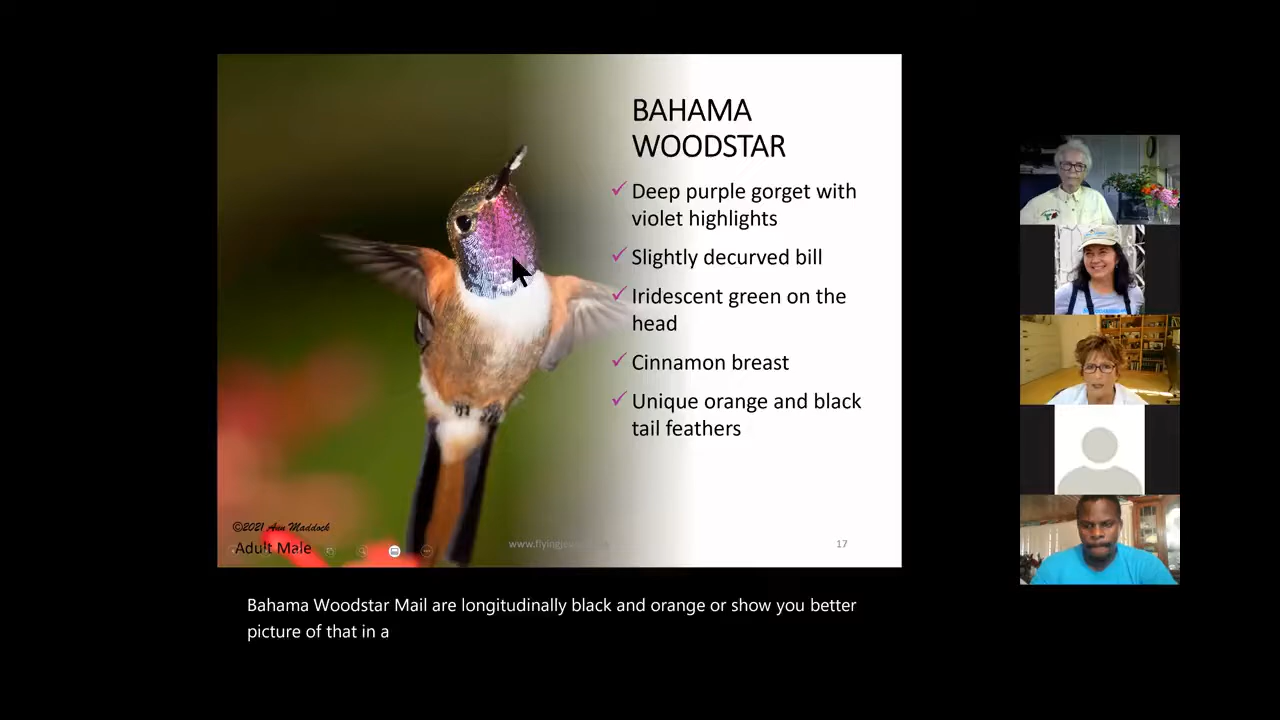 BAHAMA
WOODSTAR
✓ Deep purple gorget with
violet highlights
✓ Slightly decurved bill
✓ Iridescent green on the
head
✓ Cinnamon breast
✓ Unique orange and black
tail feathers
©2021 Ann Maddock
Adult Male
17
Bahama Woodstar Mail are longitudinally black and orange or show you better
picture of that in a